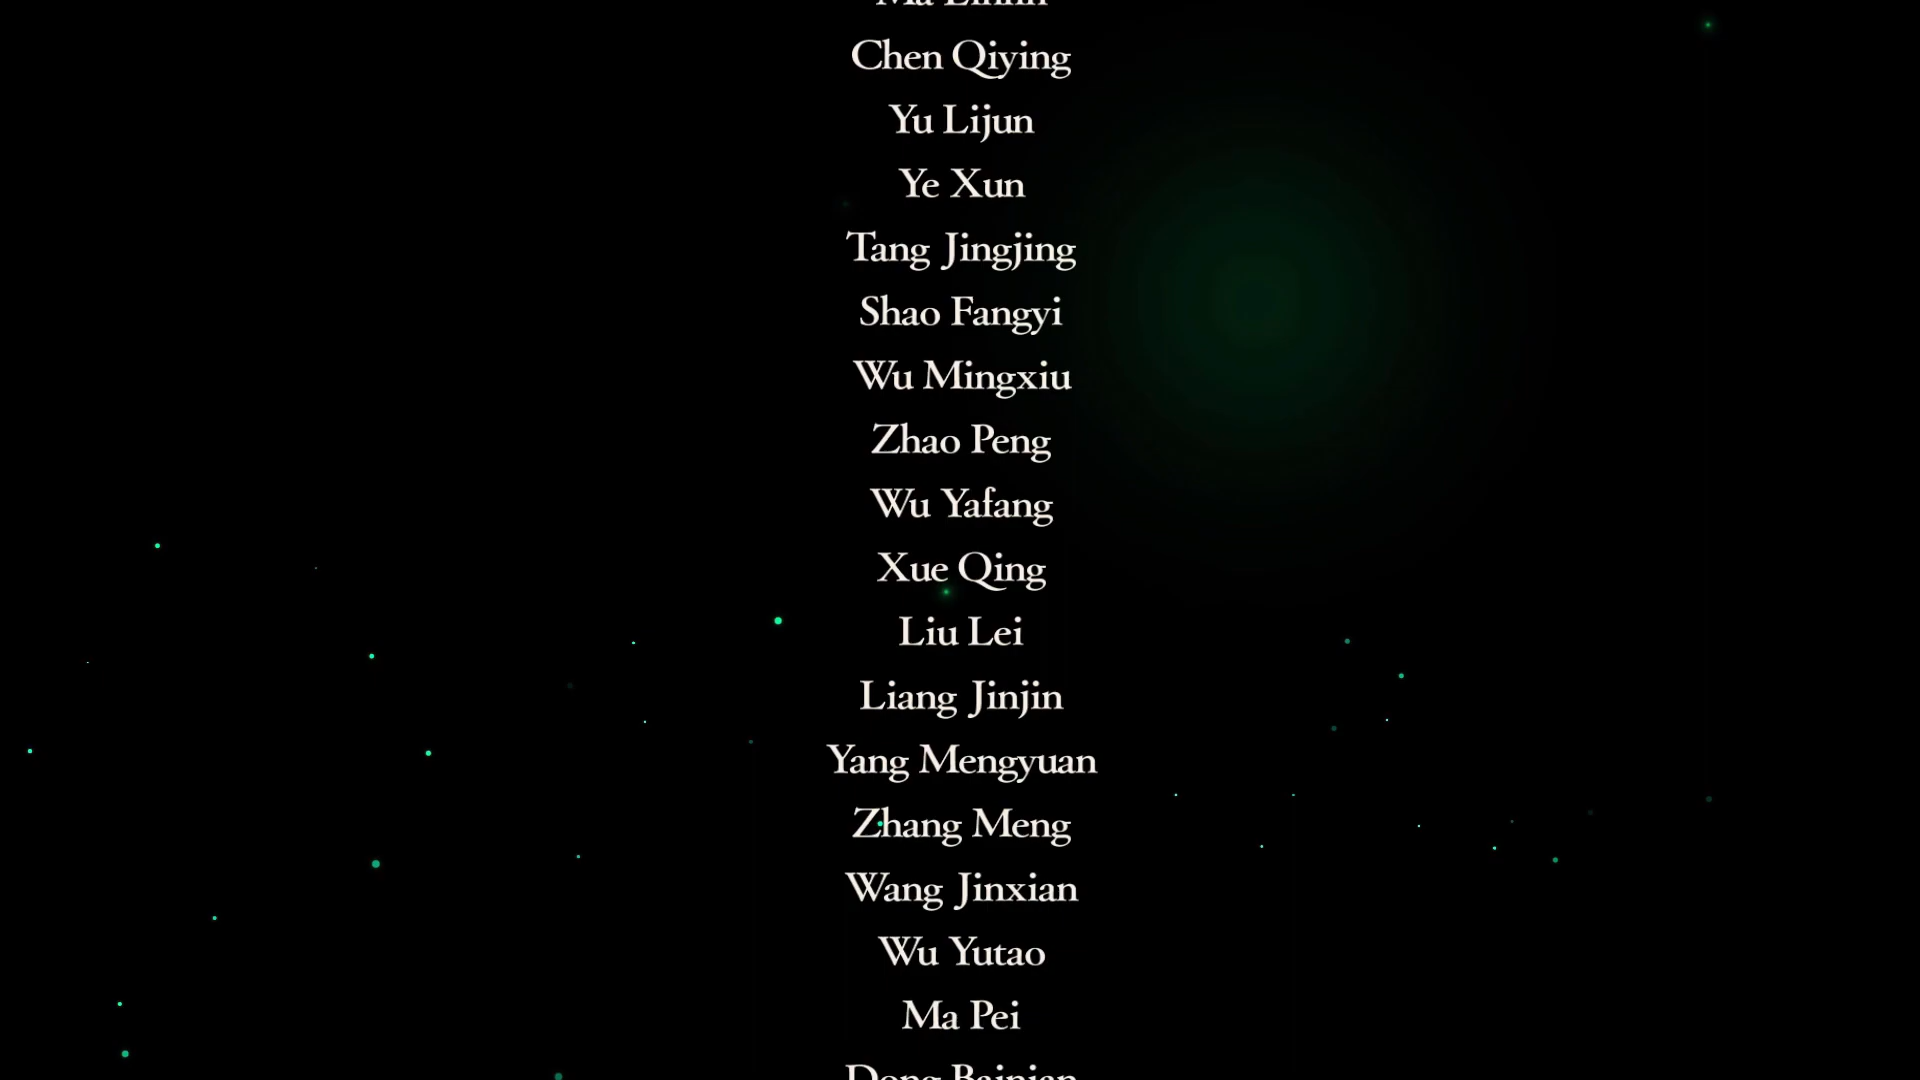 Chen Qiying
Yu Lijun
Ye Xun
Tang Jingjing
Shao Fangyi
Wu Mingxiu
Zhao Peng
Wu Yafang
Xue Qing
Liu Lei
Liang Jinjin
Yang Mengyuan
Zhang Meng
Wang Jinxian
Wu Yutao
Ma Pei
Dong